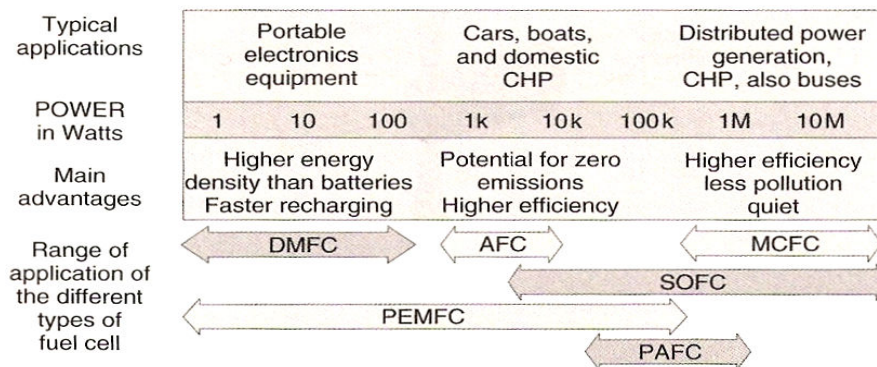 Typical
applications
Portable
electronics
equipment
Cars, boats,
and domestic
CHP
Distributed power
generation,
CHP, also buses
POWER
in Watts
1 10 100 1k 10k 100k 1M 10M
Main
advantages
Higher energy
density than batteries
Faster recharging
Potential for zero
emissions
Higher efficiency
Higher efficiency
less pollution
quiet
Range of
application of
the different
types of
fuel cell
DMFC AFC MCFC
SOFC
PEMFC
PAFC